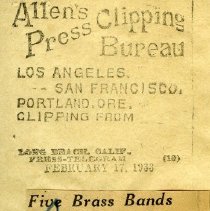 Allen's Clipping
Press Bureau
LOS ANGELES.
-- SAN FRANCISCO.
PORTLAND, ORE.
CLIPPING FROM
LONG BEACH, CALIF.
PRESS-TELEGRAM (10)
FEBRUARY 17, 1938
Five Brass Bands